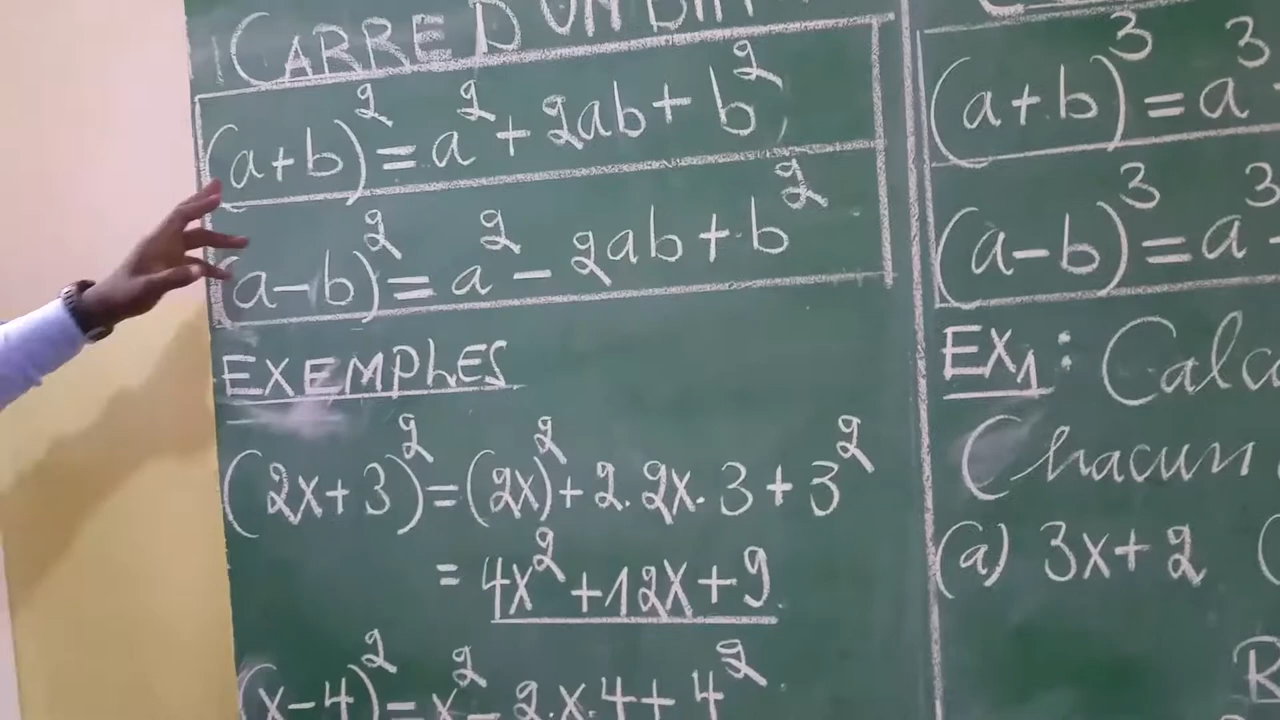 CARRE D'UN BIN
(a+b)² = a² + 2ab + b²,
(a-b)² = a² - 2ab + b²
EXEMPLES
(2x+3)² = (2x)² + 2. 2x. 3 + 3²
= 4x² + 12x + 9
(x-4)² = x² - 2.x.4 + 4²
(a+b)³ = a³
(a-b)³ = a³ -
EX1 : Calc
Chacun
(a) 3x+2 (
R